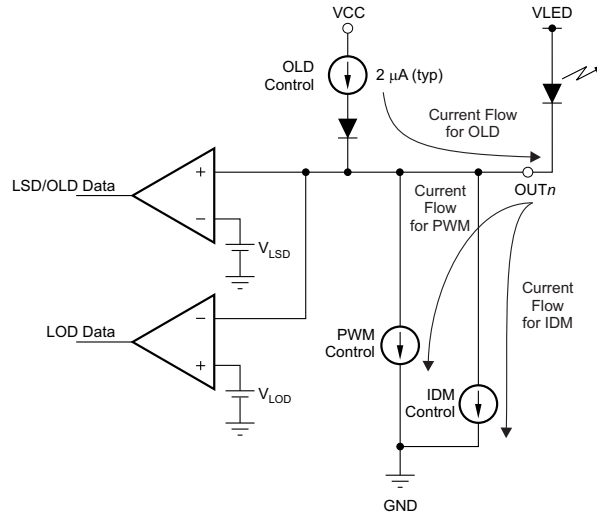 VCC
VLED
OLD
Control
2 µA (typ)
Current Flow
for OLD
LSD/OLD Data
+
−
V_LSD
OUTn
Current
Flow
for PWM
Current
Flow
for IDM
LOD Data
−
+
V_LOD
PWM
Control
IDM
Control
GND